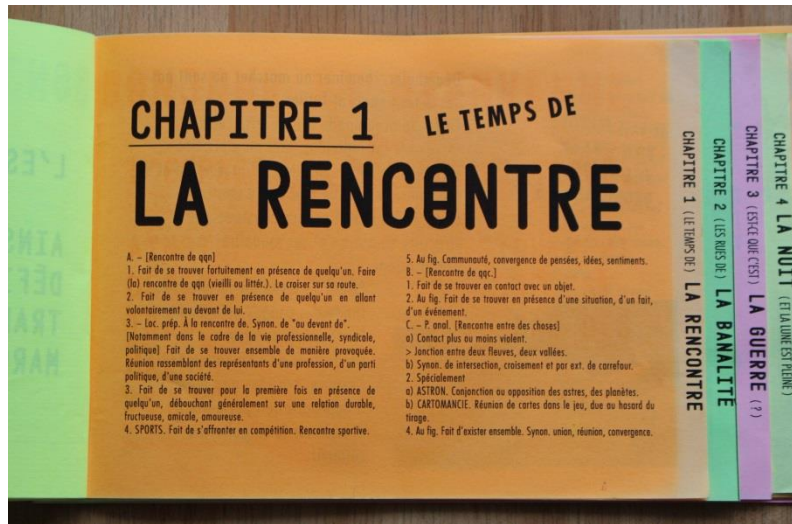 CHAPITRE 1
LE TEMPS DE
LA RENCONTRE
A. – [Rencontre de qqn]
1. Fait de se trouver fortuitement en présence de quelqu'un. Faire
(la) rencontre de qqn (vieilli ou littér.). Le croiser sur sa route.
2. Fait de se trouver en présence de quelqu'un en allant
volontairement au devant de lui.
3. – Loc. prép. À la rencontre de. Synon. de "au devant de".
[Notamment dans le cadre de la vie professionnelle, syndicale,
politique] Fait de se trouver ensemble de manière provoquée.
Réunion rassemblant des représentants d'une profession, d'un parti
politique, d'une société.
3. Fait de se trouver pour la première fois en présence de
quelqu'un, débouchant généralement sur une relation durable,
fructueuse, amicale, amoureuse.
4. SPORTS. Fait de s'affronter en compétition. Rencontre sportive.
5. Au fig. Communauté, convergence de pensées, idées, sentiments.
B. – [Rencontre de qqc.]
1. Fait de se trouver en contact avec un objet.
2. Au fig. Fait de se trouver en présence d'une situation, d'un fait,
d'un événement.
C. – P. anal. [Rencontre entre des choses]
a) Contact plus ou moins violent.
> Jonction entre deux fleuves, deux vallées.
b) Synon. de intersection, croisement et par ext. de carrefour.
2. Spécialement
a) ASTRON. Conjonction ou opposition des astres, des planètes.
b) CARTOMANCIE. Réunion de cartes dans le jeu, due au hasard du
tirage.
4. Au fig. Fait d'exister ensemble. Synon. union, réunion, convergence.
CHAPITRE 1 (LE TEMPS DE) LA RENCONTRE
CHAPITRE 2 (LES RUES DE) LA BANALITÉ
CHAPITRE 3 (EST-CE QUE C'EST) LA GUERRE (?)
CHAPITRE 4 LA NUIT (ET LA LUNE EST PLEINE)